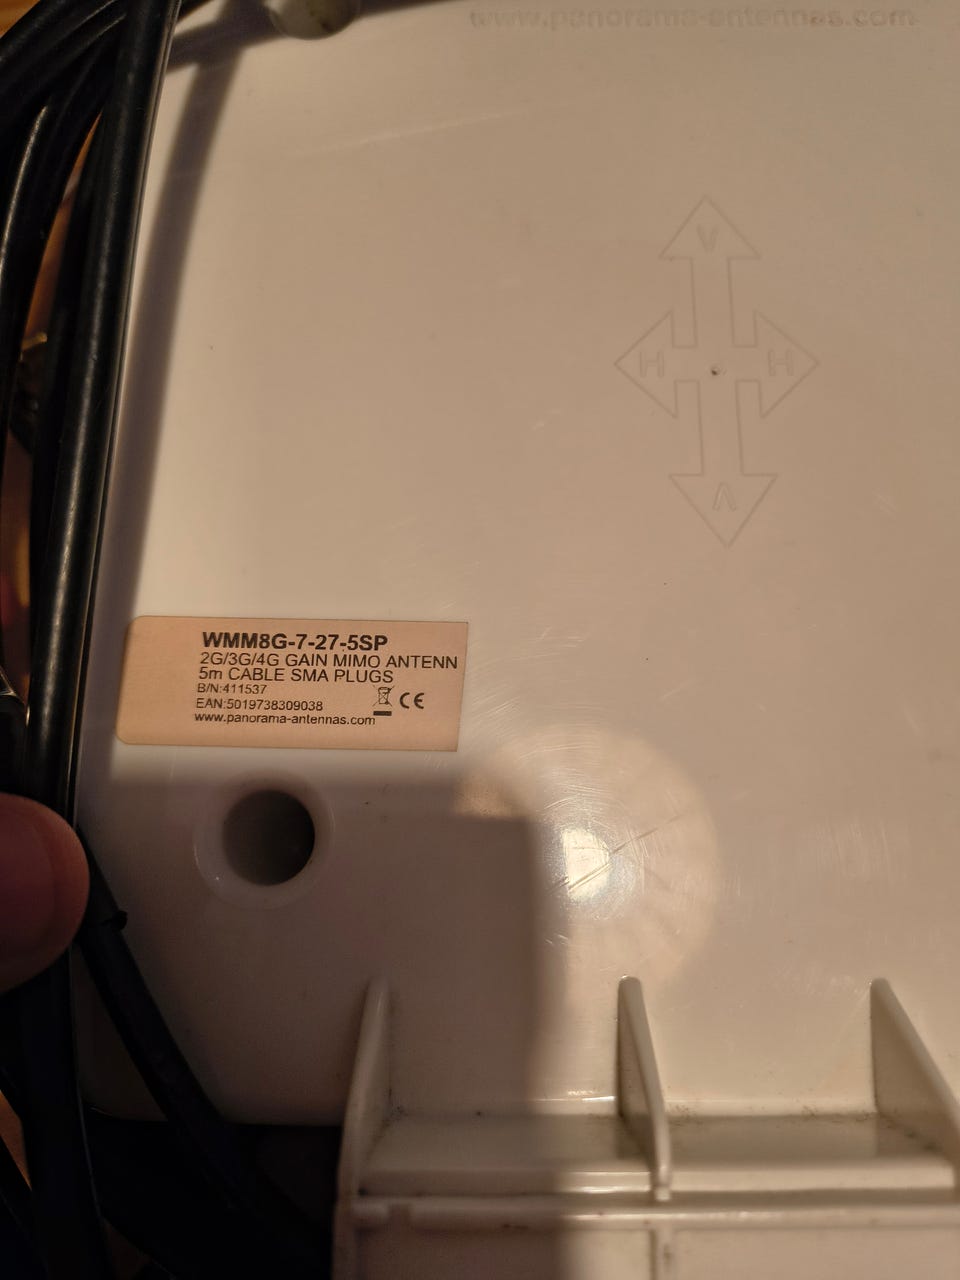 www.panorama-antennas.com
V
H H
V
WMM8G-7-27-5SP
2G/3G/4G GAIN MIMO ANTENN
5m CABLE SMA PLUGS
B/N:411537
CE
EAN:5019738309038
www.panorama-antennas.com